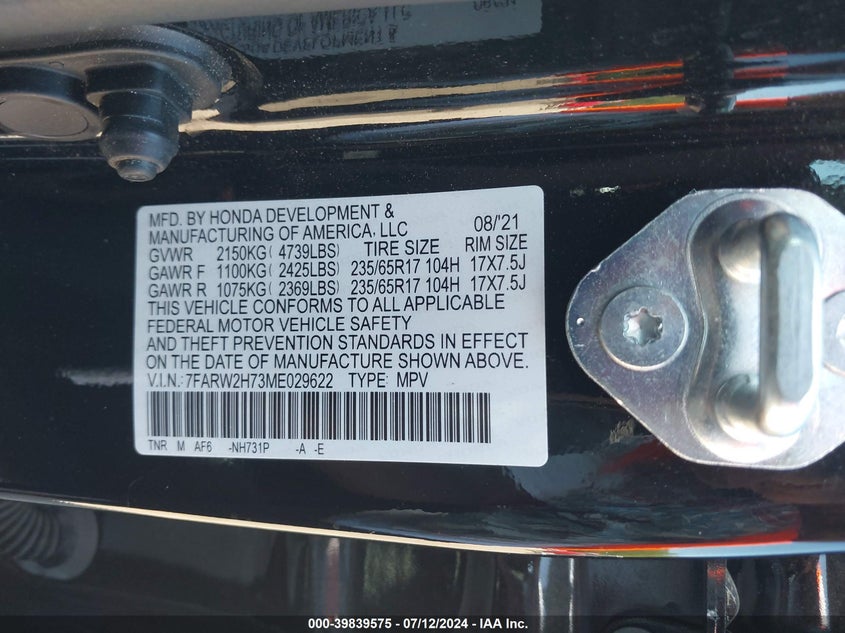 MFD. BY HONDA DEVELOPMENT &
MANUFACTURING OF AMERICA, LLC 08/'21
GVWR 2150KG( 4739LBS) TIRE SIZE RIM SIZE
GAWR F 1100KG( 2425LBS) 235/65R17 104H 17X7.5J
GAWR R 1075KG( 2369LBS) 235/65R17 104H 17X7.5J
THIS VEHICLE CONFORMS TO ALL APPLICABLE
FEDERAL MOTOR VEHICLE SAFETY
AND THEFT PREVENTION STANDARDS IN EFFECT
ON THE DATE OF MANUFACTURE SHOWN ABOVE.
V.I.N.: 7FARW2H73ME029622 TYPE: MPV
TNR M AF6 -NH731P -A -E
000-39839575 - 07/12/2024 - IAAI.com